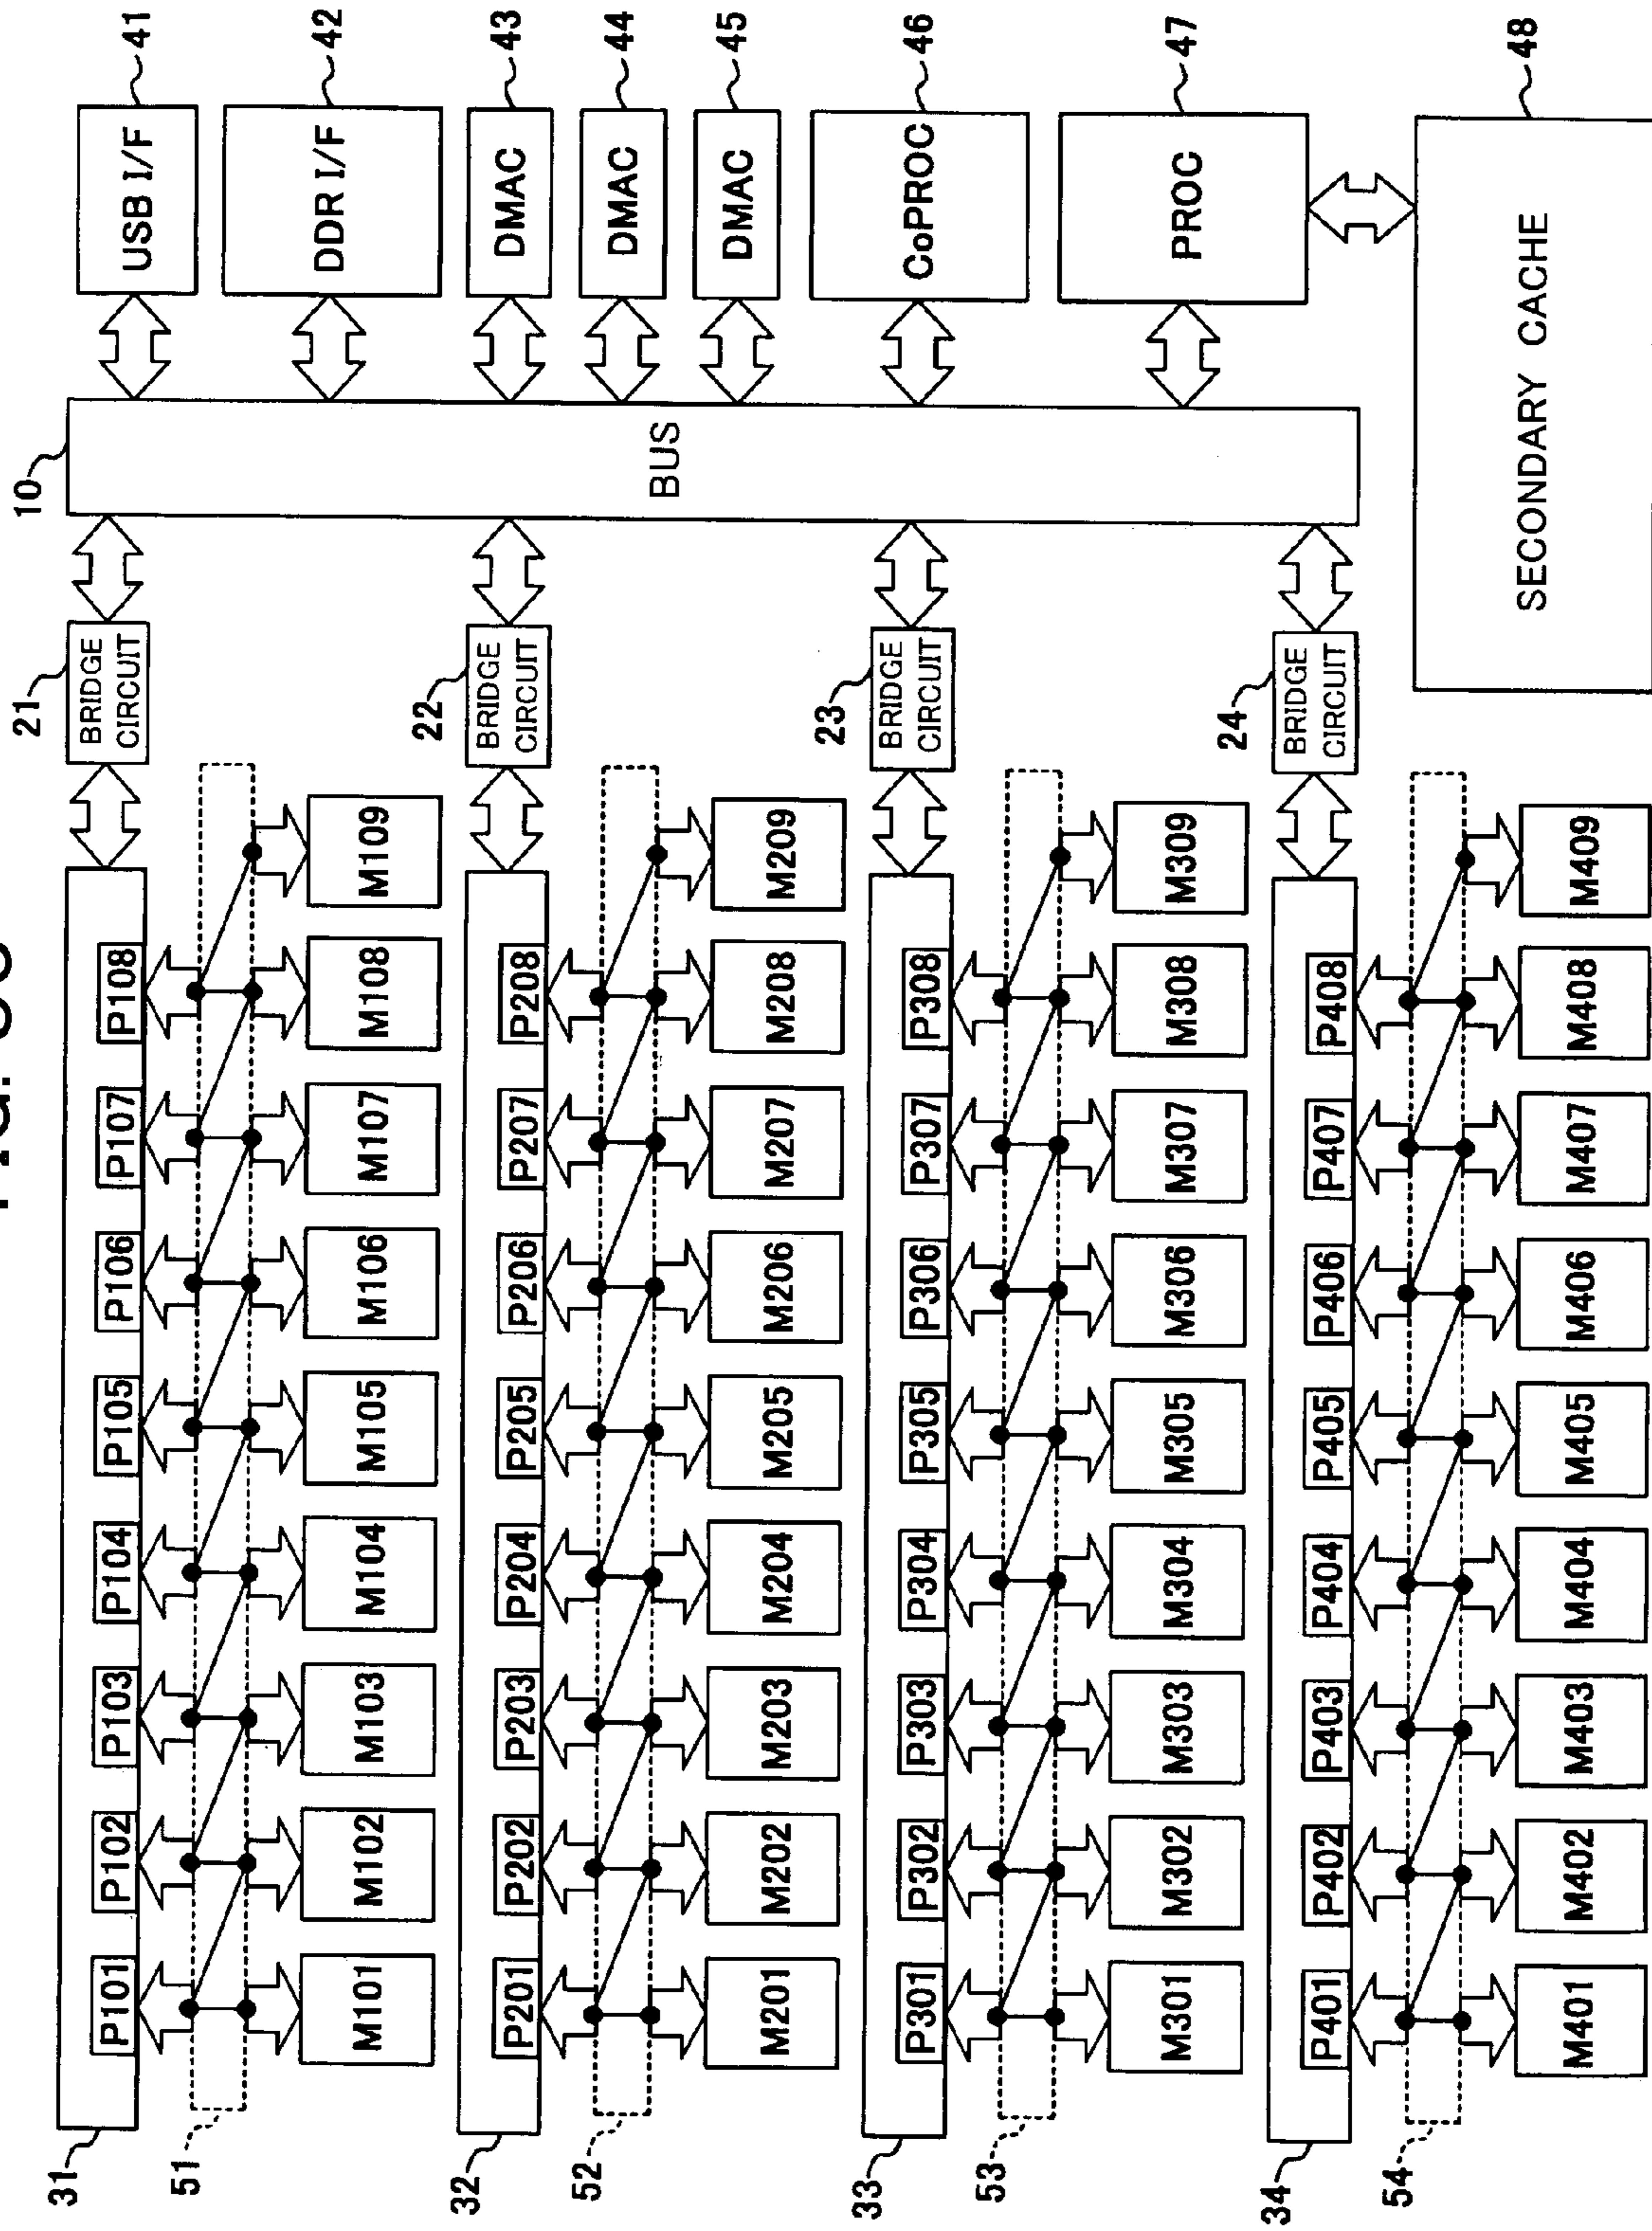 10
BUS
USB I/F
41
DDR I/F
42
DMAC
43
DMAC
44
DMAC
45
CoPROC
46
PROC
47
SECONDARY CACHE
48
21
BRIDGE
CIRCUIT
22
BRIDGE
CIRCUIT
23
BRIDGE
CIRCUIT
24
BRIDGE
CIRCUIT
31
P101 P102 P103 P104 P105 P106 P107 P108
51
M101 M102 M103 M104 M105 M106 M107 M108 M109
32
P201 P202 P203 P204 P205 P206 P207 P208
52
M201 M202 M203 M204 M205 M206 M207 M208 M209
33
P301 P302 P303 P304 P305 P306 P307 P308
53
M301 M302 M303 M304 M305 M306 M307 M308 M309
34
P401 P402 P403 P404 P405 P406 P407 P408
54
M401 M402 M403 M404 M405 M406 M407 M408 M409